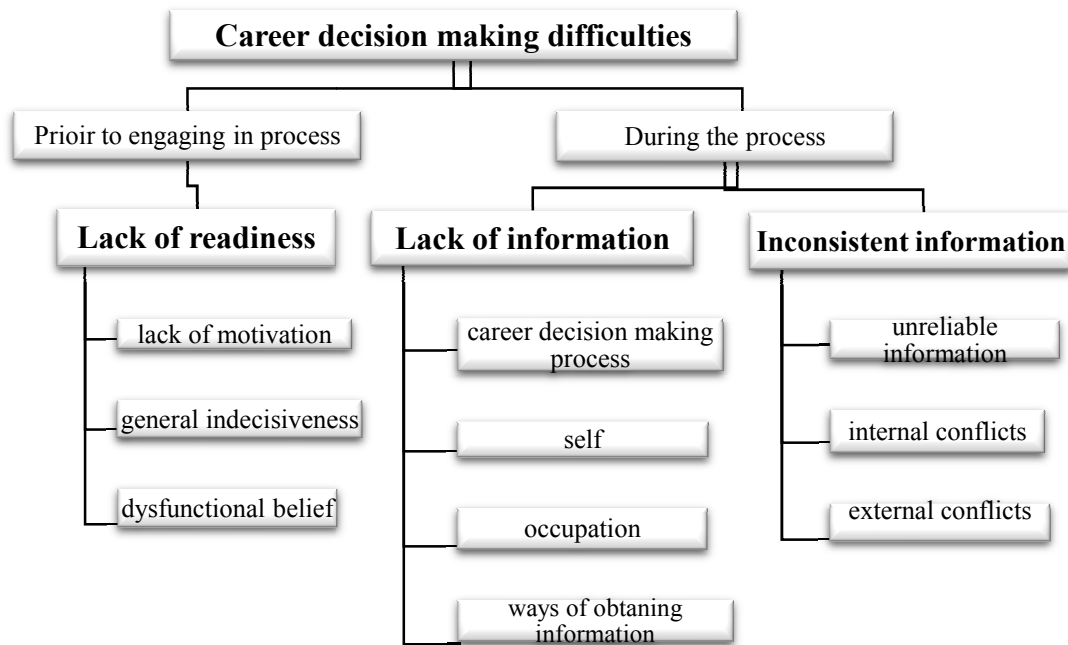 Career decision making difficulties
Prioir to engaging in process
During the process
Lack of readiness
Lack of information
Inconsistent information
lack of motivation
general indecisiveness
dysfunctional belief
career decision making
process
self
occupation
ways of obtaning
information
unreliable
information
internal conflicts
external conflicts